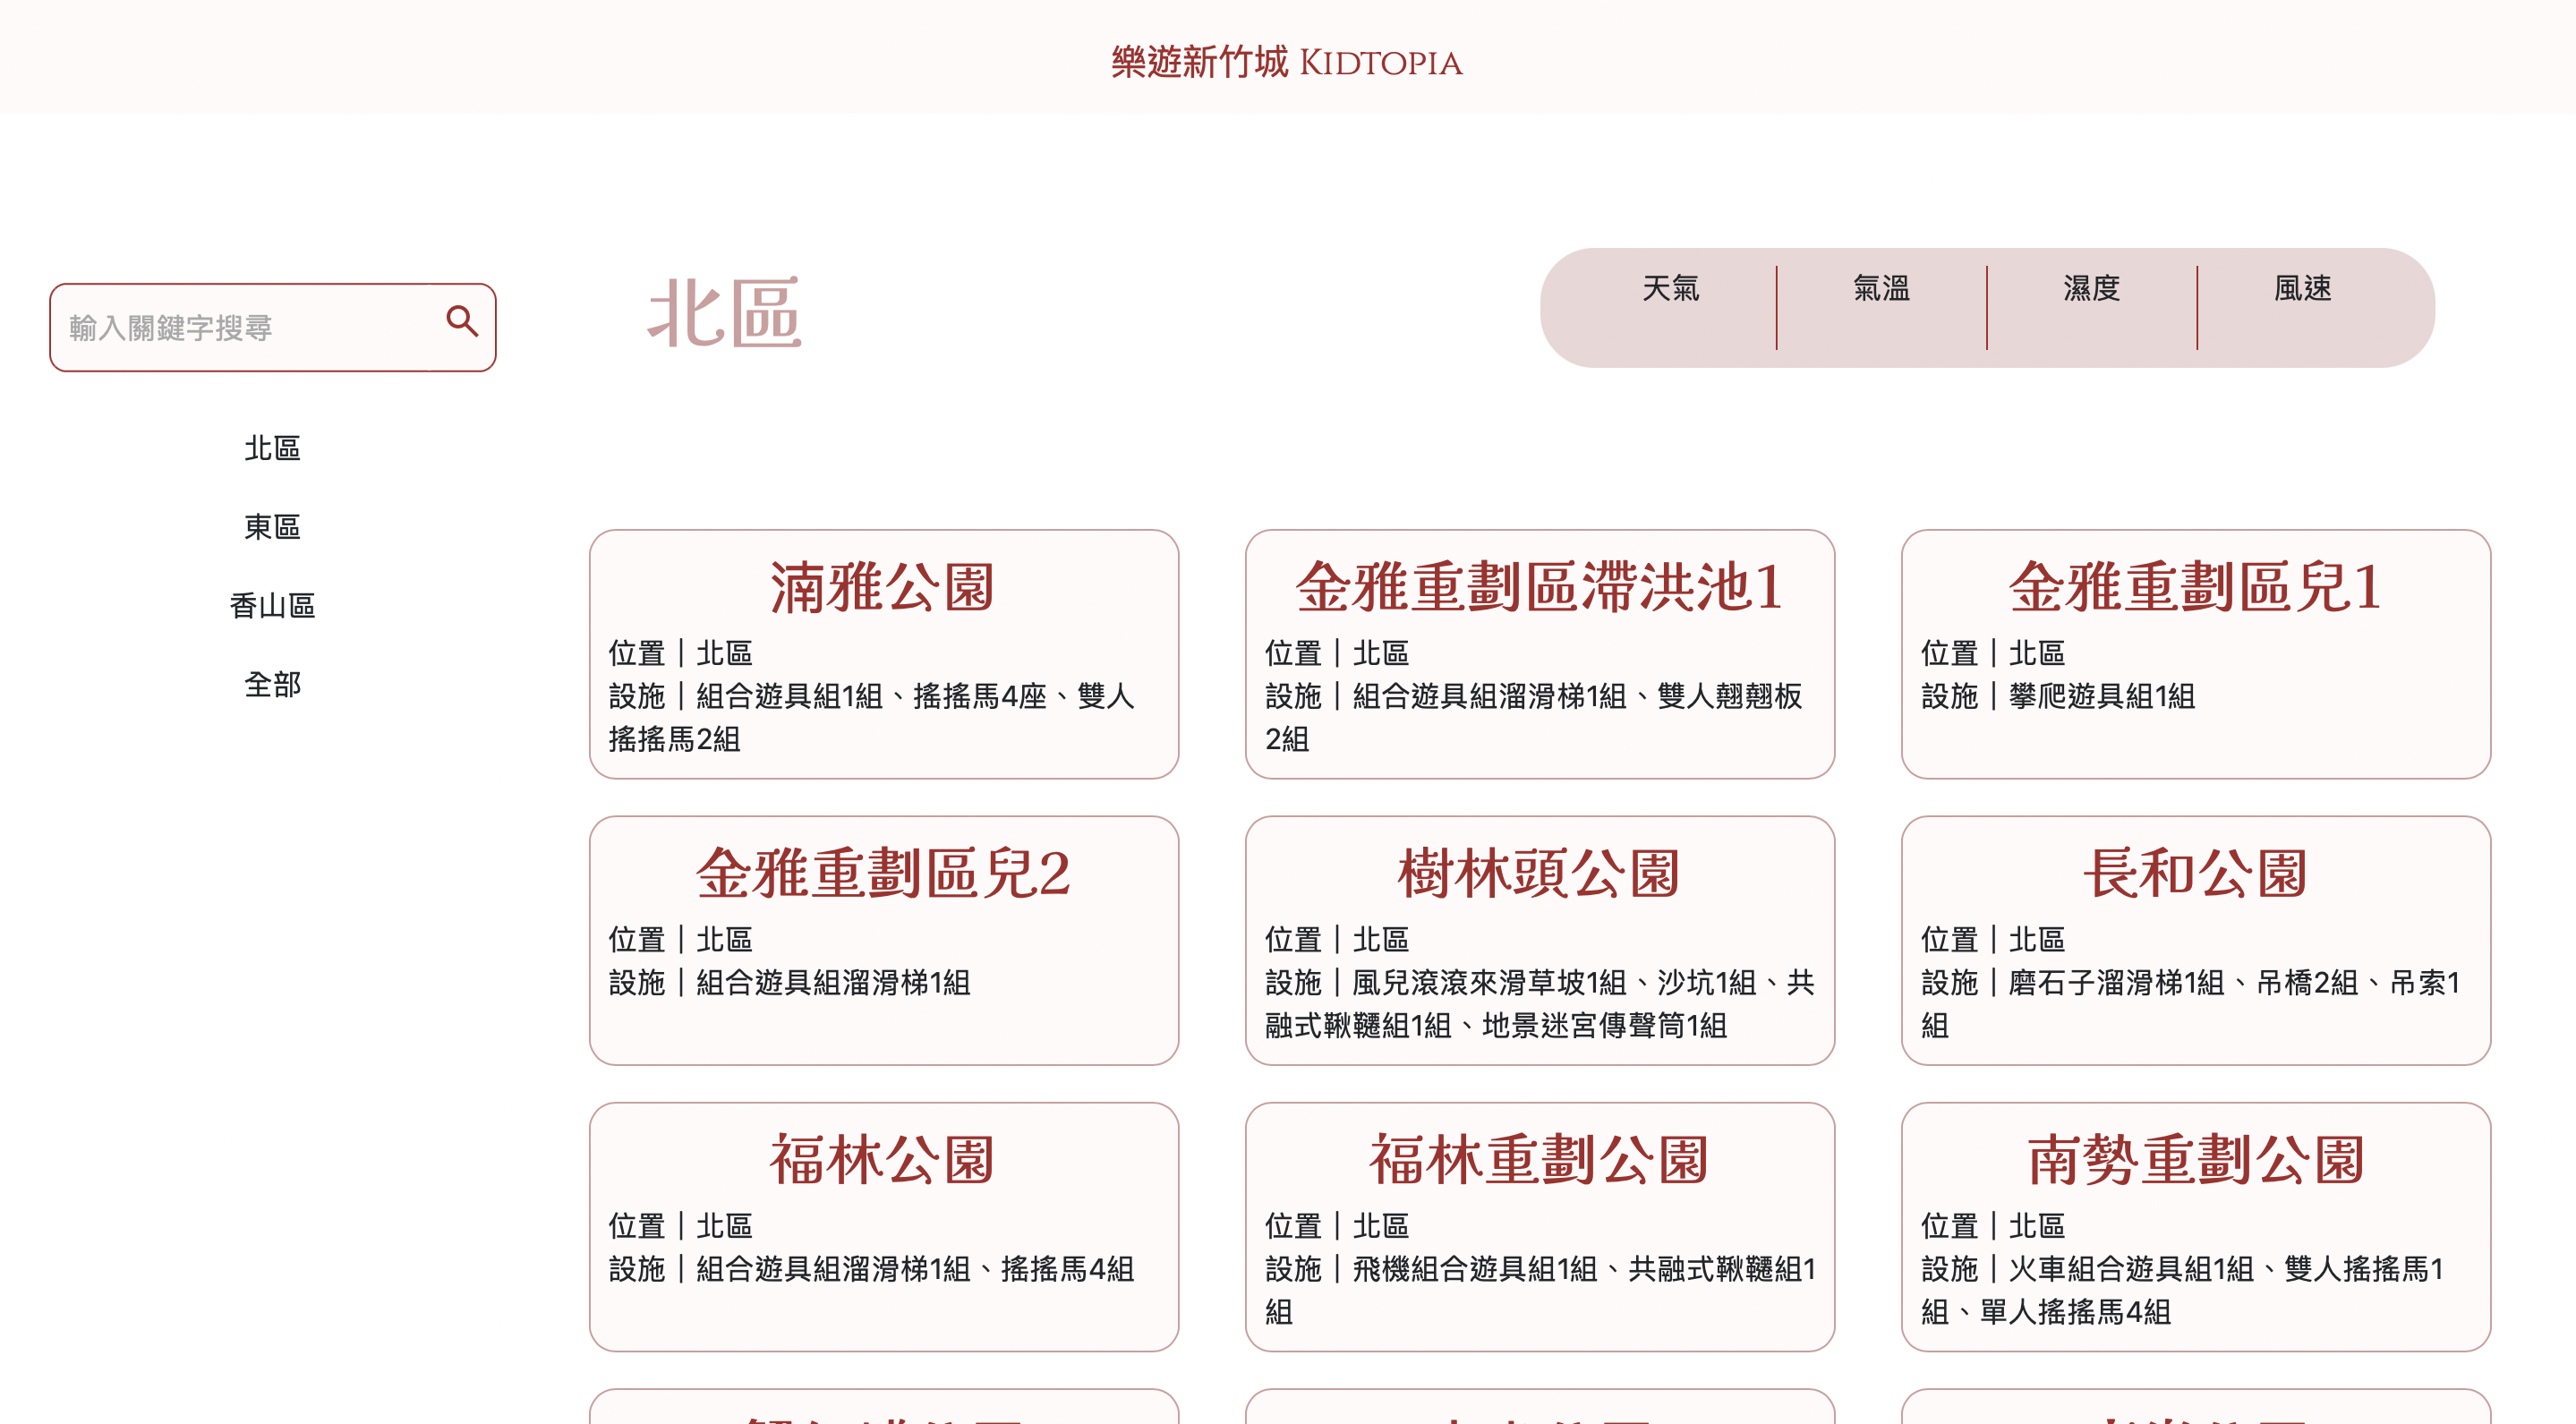 樂遊新竹城 Kidtopia
輸入關鍵字搜尋
北區
東區
香山區
全部
北區
天氣
氣溫
濕度
風速
湳雅公園
位置｜北區
設施｜組合遊具組1組、搖搖馬4座、雙人
搖搖馬2組
金雅重劃區滯洪池1
位置｜北區
設施｜組合遊具組溜滑梯1組、雙人翹翹板
2組
金雅重劃區兒1
位置｜北區
設施｜攀爬遊具組1組
金雅重劃區兒2
位置｜北區
設施｜組合遊具組溜滑梯1組
樹林頭公園
位置｜北區
設施｜風兒滾滾來滑草坡1組、沙坑1組、共
融式鞦韆組1組、地景迷宮傳聲筒1組
長和公園
位置｜北區
設施｜磨石子溜滑梯1組、吊橋2組、吊索1
組
福林公園
位置｜北區
設施｜組合遊具組溜滑梯1組、搖搖馬4組
福林重劃公園
位置｜北區
設施｜飛機組合遊具組1組、共融式鞦韆組1
組
南勢重劃公園
位置｜北區
設施｜火車組合遊具組1組、雙人搖搖馬1
組、單人搖搖馬4組